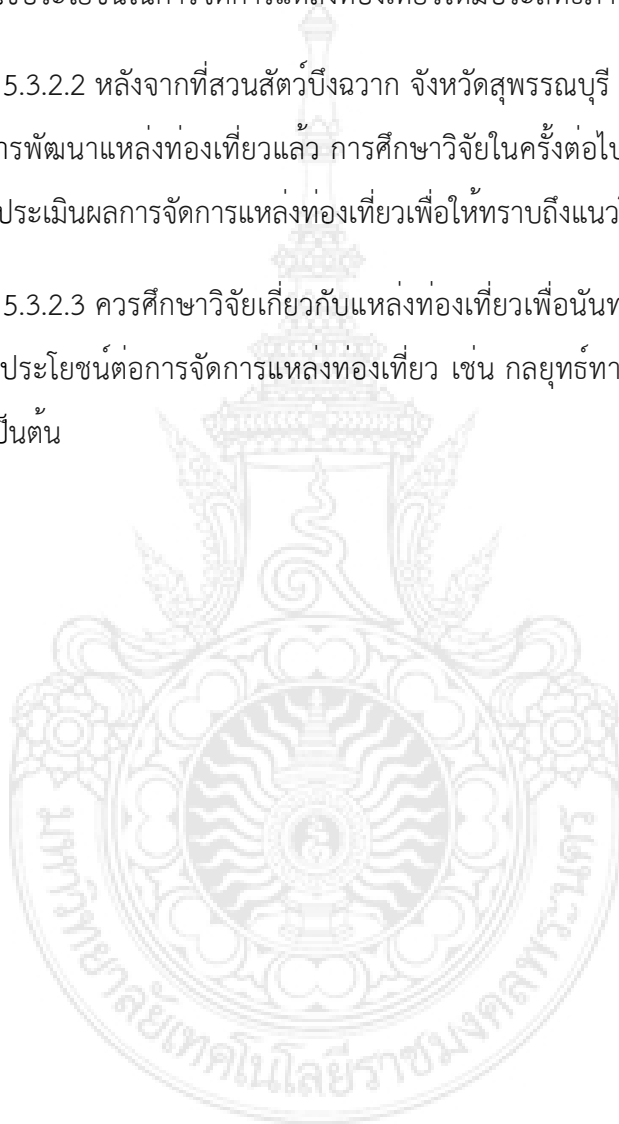 5.3.2.2 หลังจากที่สวนสัตว์บึงฉวาก จังหวัดสุพรรณบุรี
ารพัฒนาแหล่งท่องเที่ยวแล้ว การศึกษาวิจัยในครั้งต่อไป
ประเมินผลการจัดการแหล่งท่องเที่ยวเพื่อให้ทราบถึงแนว
5.3.2.3 ควรศึกษาวิจัยเกี่ยวกับแหล่งท่องเที่ยวเพื่อนันท
ประโยชน์ต่อการจัดการแหล่งท่องเที่ยว เช่น กลยุทธ์ทา
ป็นต้น
มหาวิทยาลัยเทคโนโลยีราชมงคลพระนคร